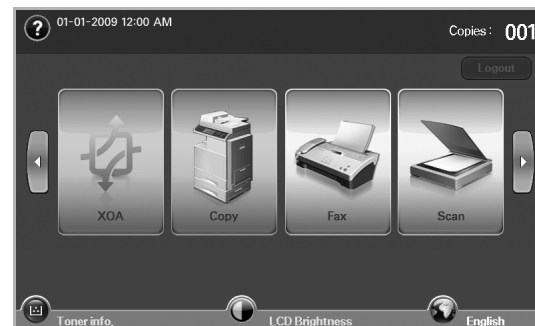 ? 01-01-2009 12:00 AM
Copies : 001
Logout
XOA Copy Fax Scan
Toner info. LCD Brightness English